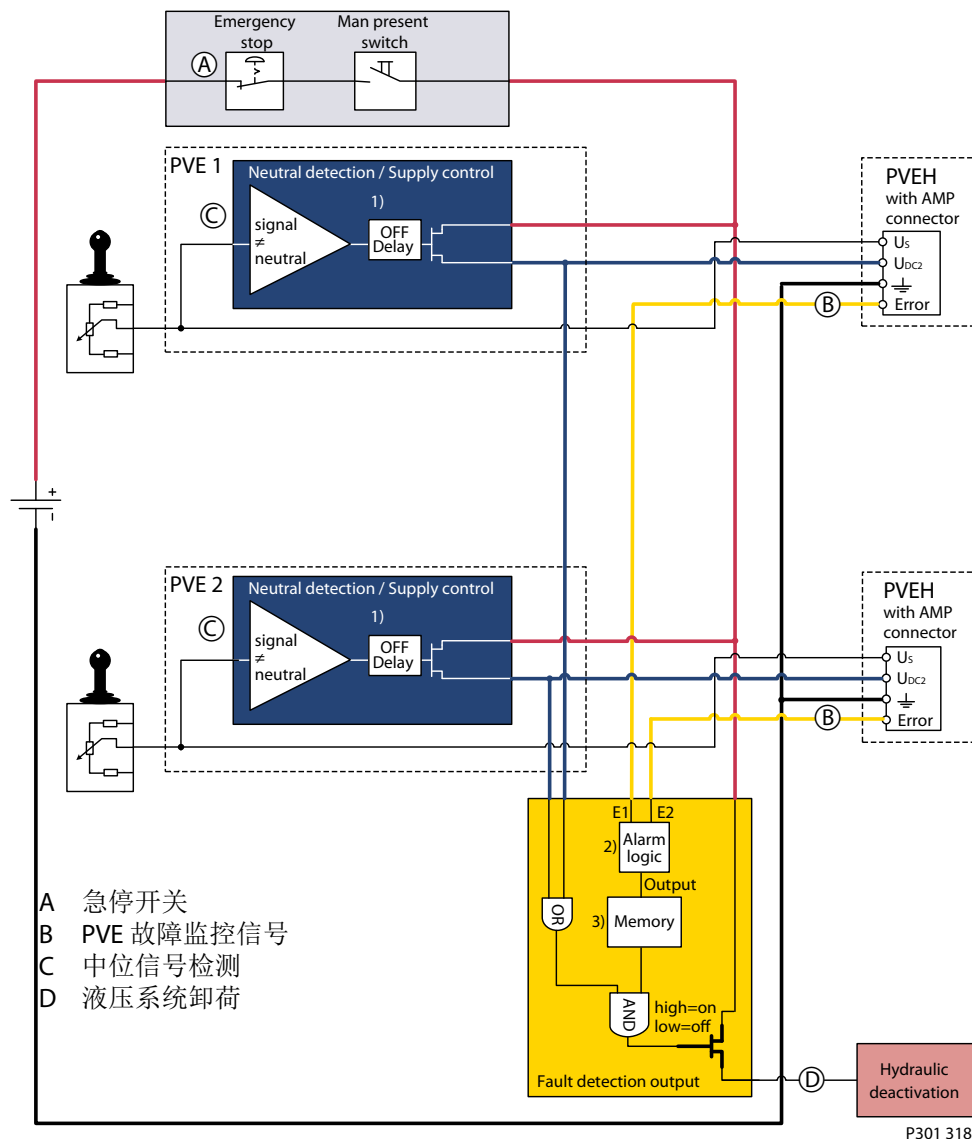 Emergency
stop
Man present
switch
A
PVE 1
Neutral detection / Supply control
1)
C
signal
≠
neutral
OFF
Delay
PVEH
with AMP
connector
Us
UDC2
Error
B
+
−
PVE 2
Neutral detection / Supply control
1)
C
signal
≠
neutral
OFF
Delay
PVEH
with AMP
connector
Us
UDC2
Error
B
E1
E2
2)
Alarm
logic
Output
OR
3)
Memory
AND
high=on
low=off
Fault detection output
D
Hydraulic
deactivation
A 急停开关
B PVE 故障监控信号
C 中位信号检测
D 液压系统卸荷
P301 318